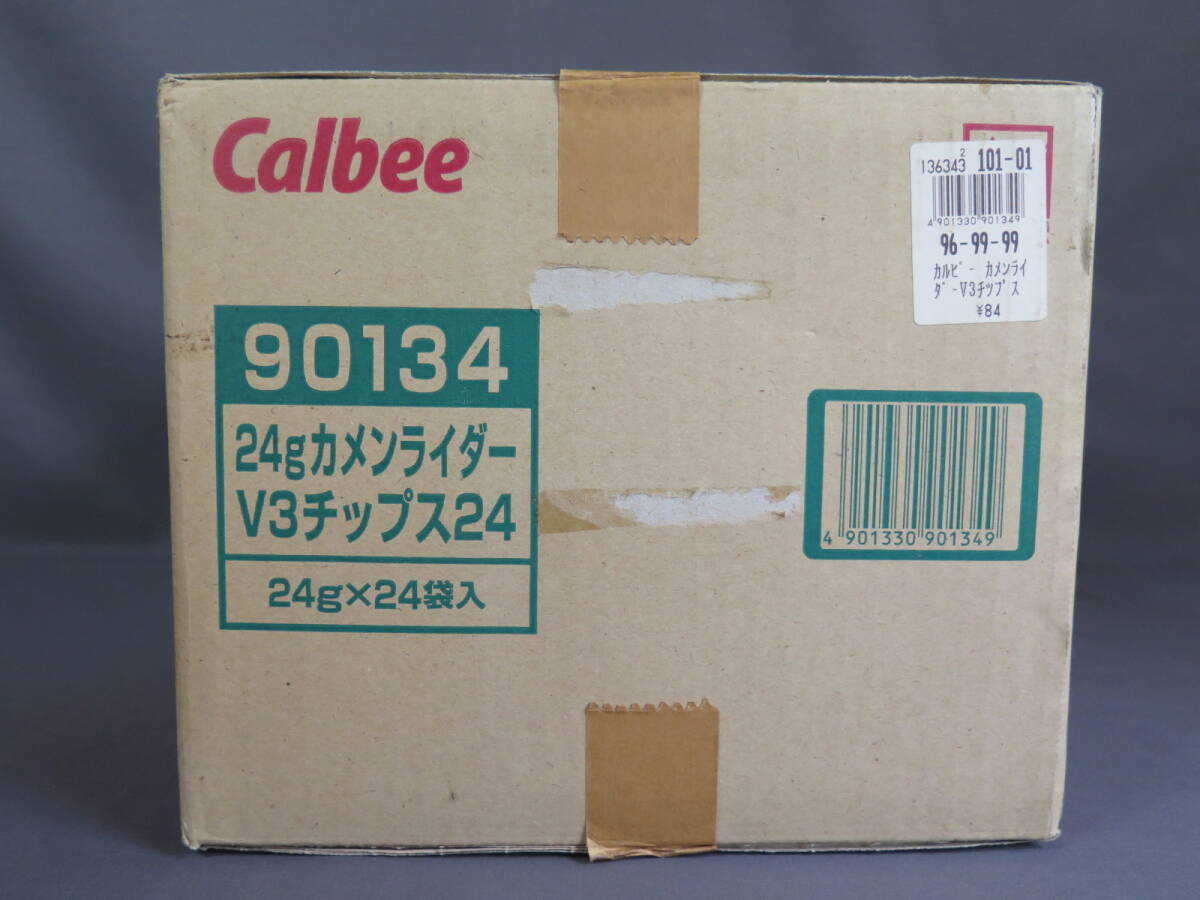 Calbee
2
136343 101-01
4 901330 901349
96-99-99
ｶﾙﾋﾞｰ ｶﾒﾝﾗｲ
ﾀﾞｰV3ﾁｯﾌﾟｽ
¥84
90134
24gカメンライダー
V3チップス24
24g×24袋入
4 901330 901349